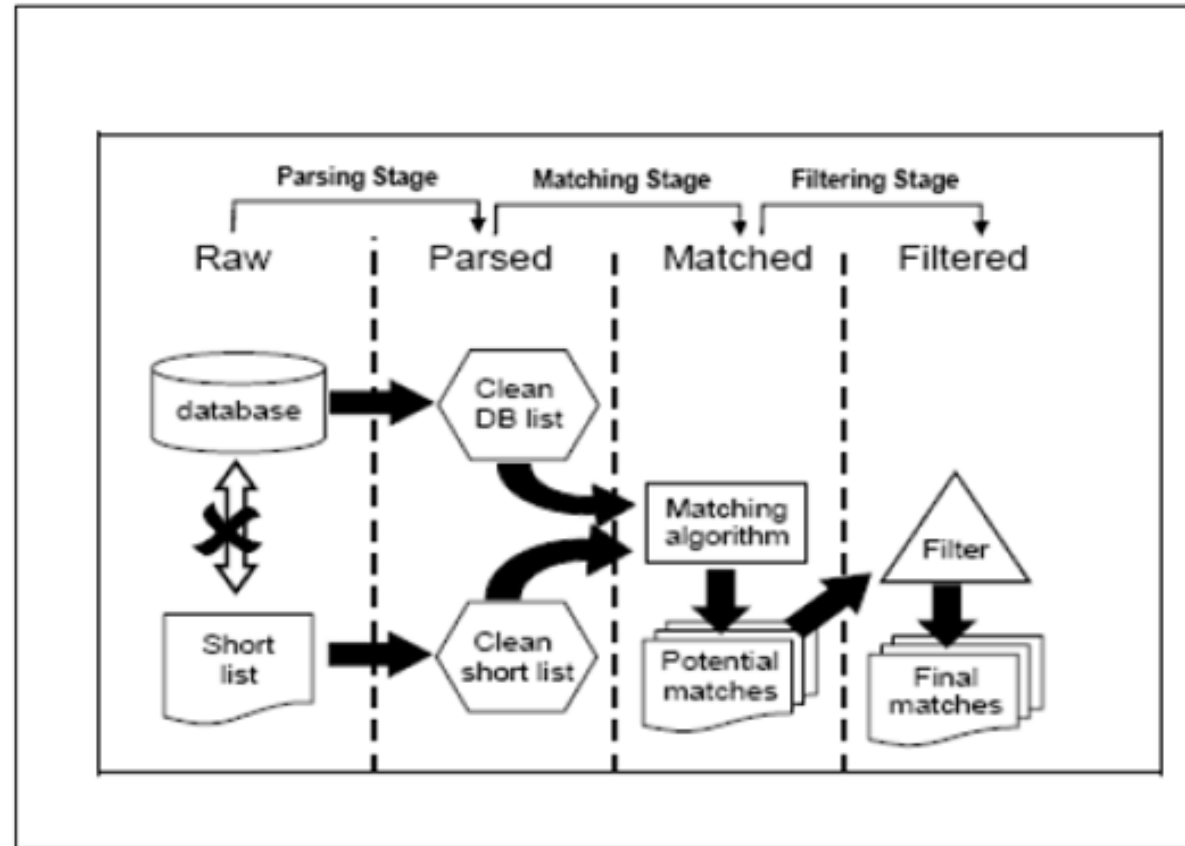 Parsing Stage Matching Stage Filtering Stage
Raw Parsed Matched Filtered
database
Clean
DB list
Matching
algorithm
Filter
Short
list
Clean
short list
Potential
matches
Final
matches